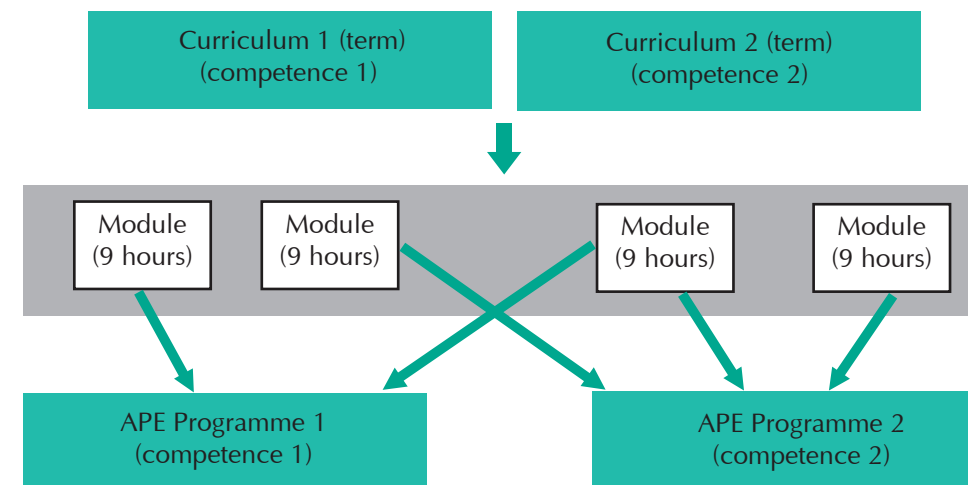 Curriculum 1 (term)
(competence 1)
Curriculum 2 (term)
(competence 2)
Module
(9 hours)
Module
(9 hours)
Module
(9 hours)
Module
(9 hours)
APE Programme 1
(competence 1)
APE Programme 2
(competence 2)